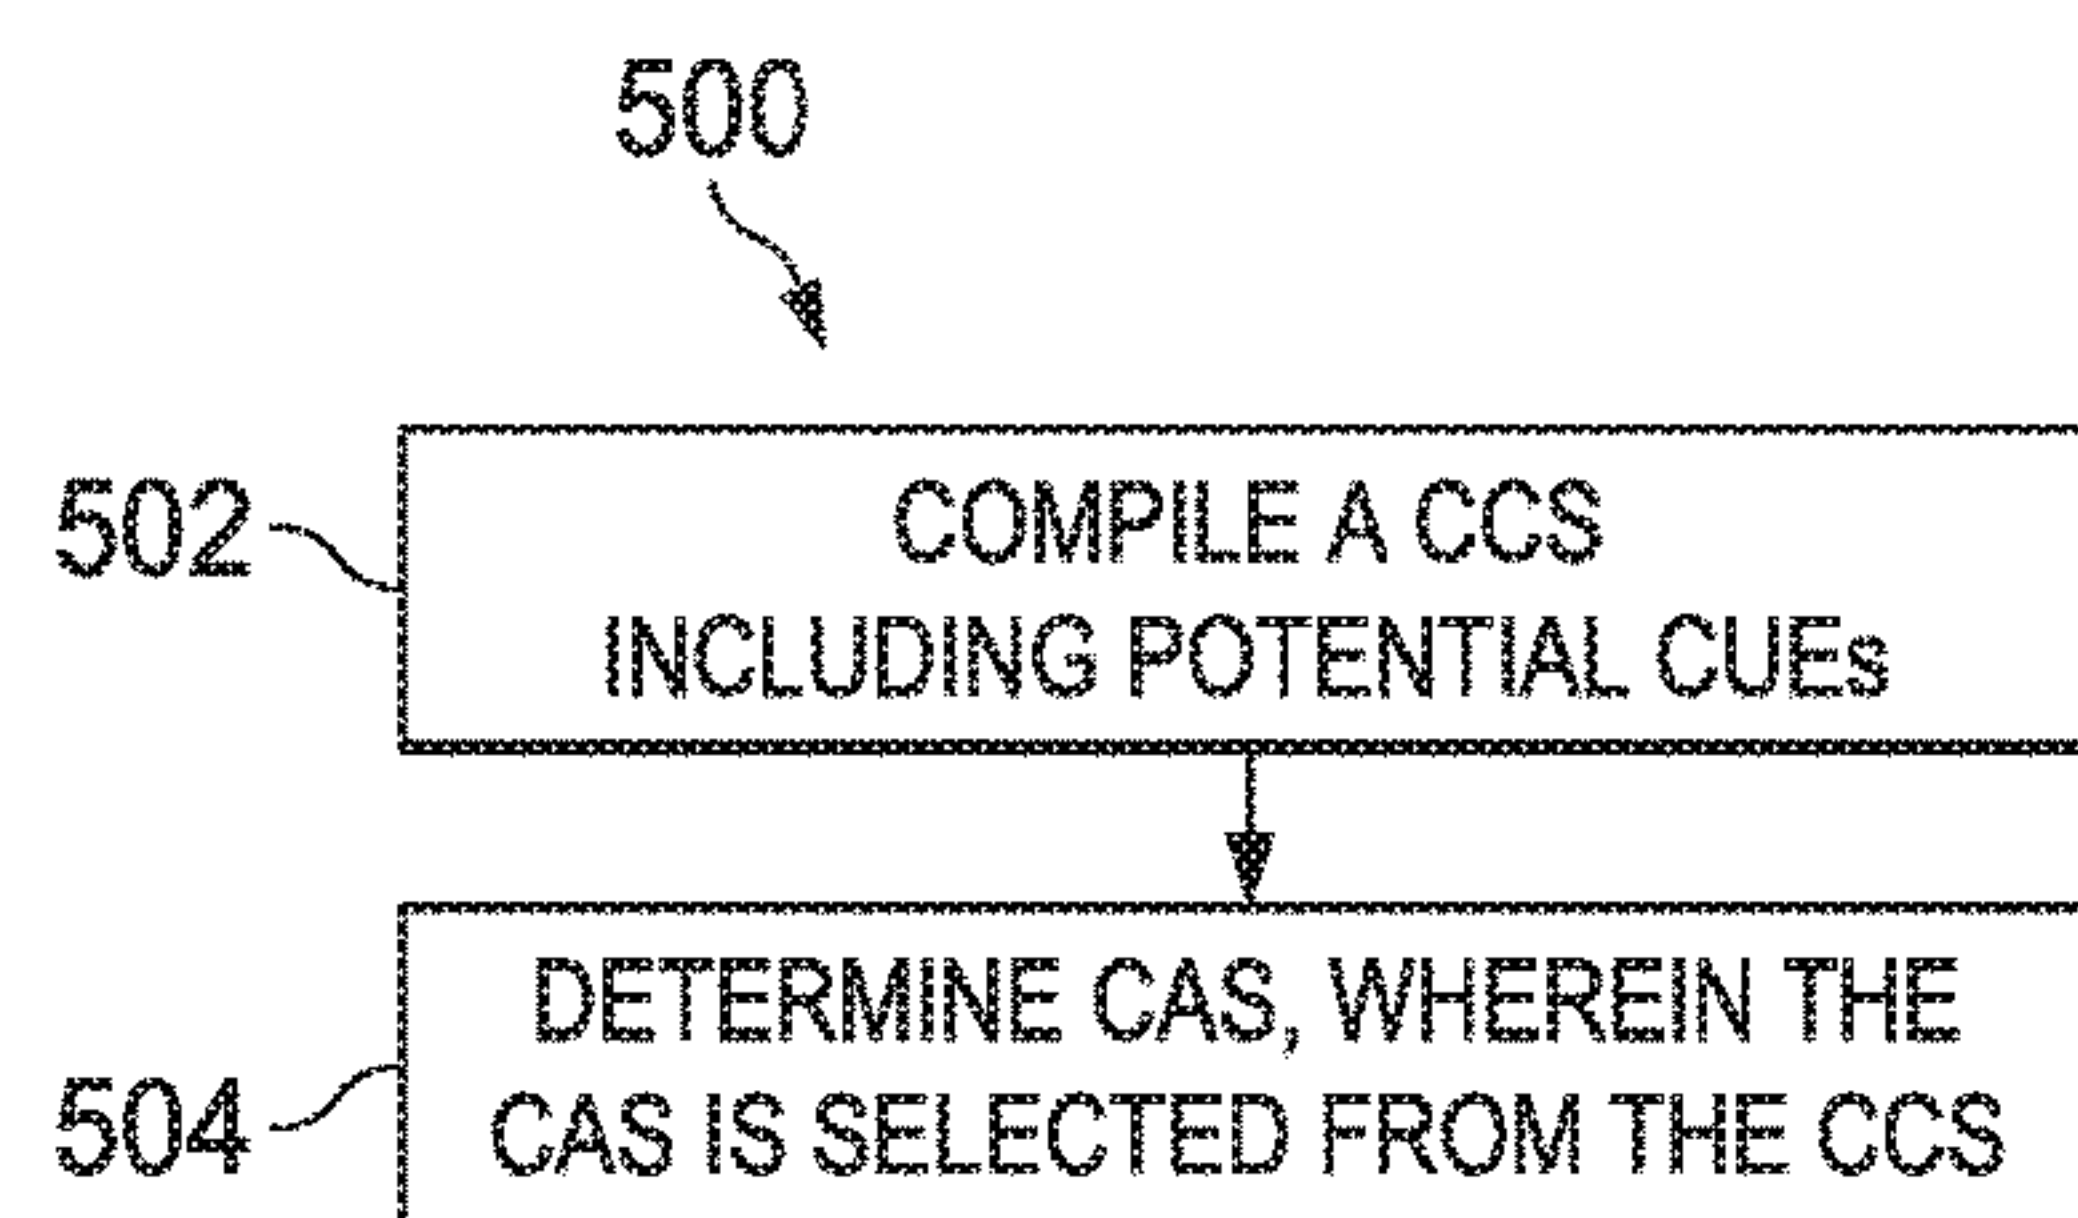 500
502
COMPILE A CCS
INCLUDING POTENTIAL CUEs
DETERMINE CAS, WHEREIN THE
504
CAS IS SELECTED FROM THE CCS